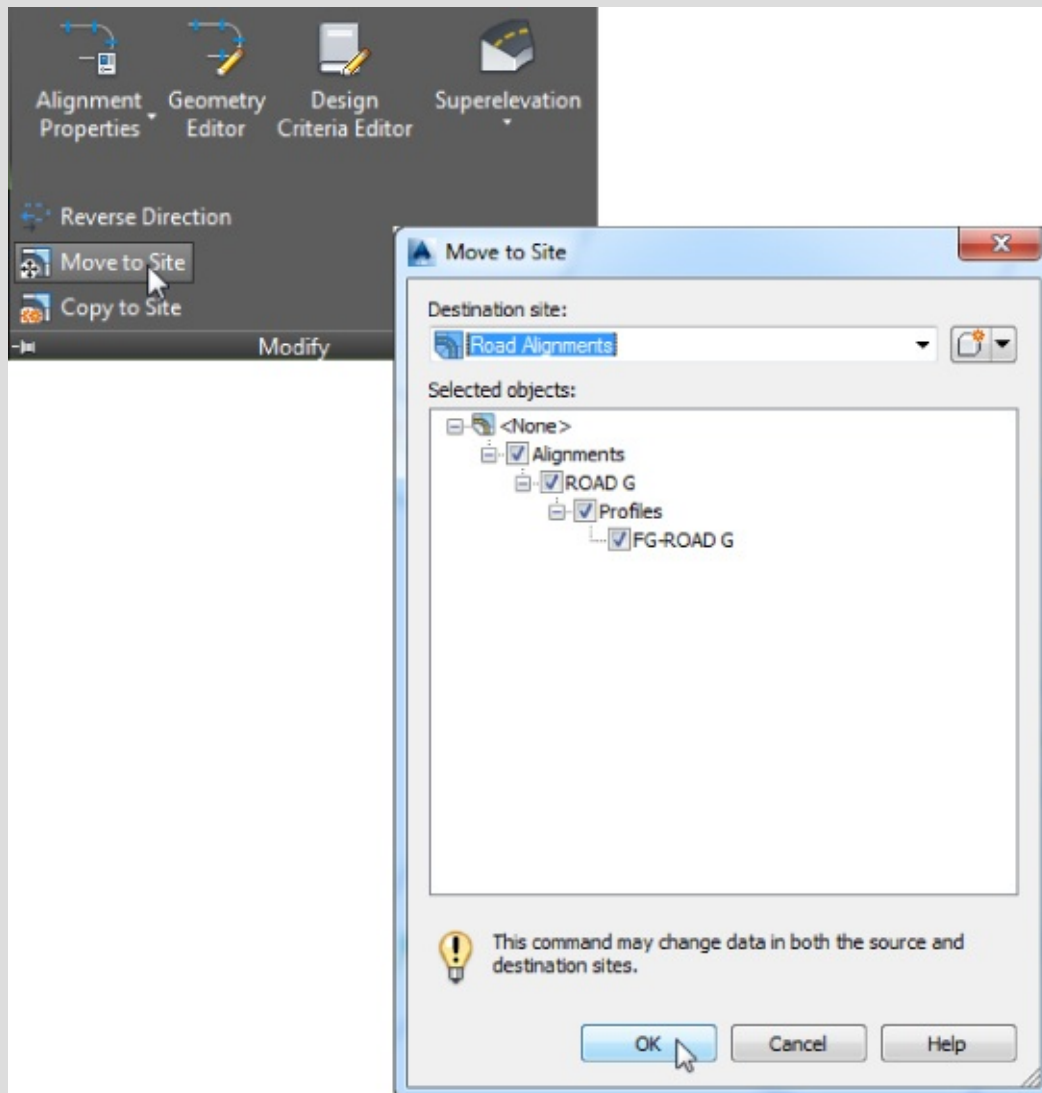 Alignment Properties
Geometry Editor
Design Criteria Editor
Superelevation
Reverse Direction
Move to Site
Copy to Site
Modify
Move to Site
Destination site:
Road Alignments
Selected objects:
<None>
Alignments
ROAD G
Profiles
FG-ROAD G
This command may change data in both the source and
destination sites.
OK
Cancel
Help